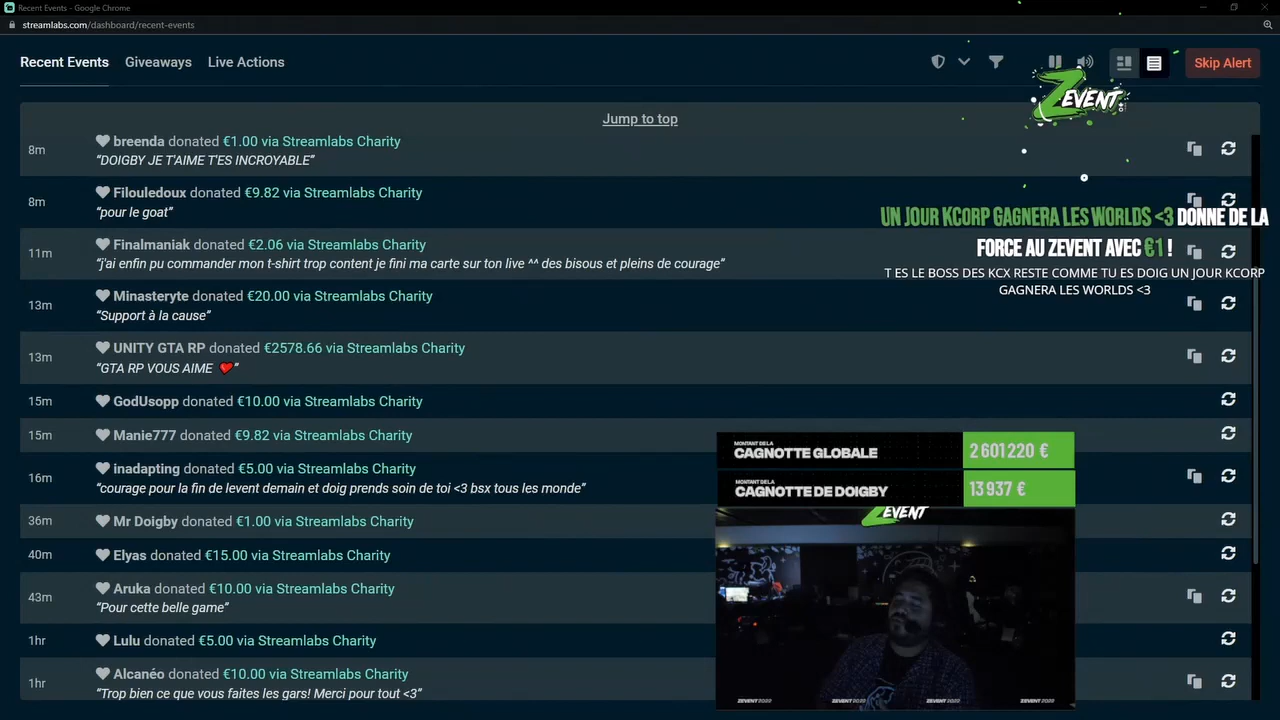 Recent Events - Google Chrome
streamlabs.com/dashboard/recent-events
Recent Events Giveaways Live Actions
Skip Alert
ZEVENT
Jump to top
8m breenda donated €1.00 via Streamlabs Charity
“DOIGBY JE T'AIME T'ES INCROYABLE”
8m Filouledoux donated €9.82 via Streamlabs Charity
“pour le goat”
UN JOUR KCORP GAGNERA LES WORLDS <3 DONNE DE LA
FORCE AU ZEVENT AVEC €1 !
T ES LE BOSS DES KCX RESTE COMME TU ES DOIG UN JOUR KCORP
GAGNERA LES WORLDS <3
11m Finalmaniak donated €2.06 via Streamlabs Charity
“j'ai enfin pu commander mon t-shirt trop content je fini ma carte sur ton live ^^ des bisous et pleins de courage”
13m Minasteryte donated €20.00 via Streamlabs Charity
“Support à la cause”
13m UNITY GTA RP donated €2578.66 via Streamlabs Charity
“GTA RP VOUS AIME ❤️”
15m GodUsopp donated €10.00 via Streamlabs Charity
15m Manie777 donated €9.82 via Streamlabs Charity
16m inadapting donated €5.00 via Streamlabs Charity
“courage pour la fin de levent demain et doig prends soin de toi <3 bsx tous les monde”
36m Mr Doigby donated €1.00 via Streamlabs Charity
40m Elyas donated €15.00 via Streamlabs Charity
43m Aruka donated €10.00 via Streamlabs Charity
“Pour cette belle game”
1hr Lulu donated €5.00 via Streamlabs Charity
1hr Alcanéo donated €10.00 via Streamlabs Charity
“Trop bien ce que vous faites les gars! Merci pour tout <3”
MONTANT DE LA
CAGNOTTE GLOBALE 2 601 220 €
MONTANT DE LA
CAGNOTTE DE DOIGBY 13 937 €
ZEVENT
ZEVENT2022 ZEVENT2022 ZEVENT2022 ZEVENT2022